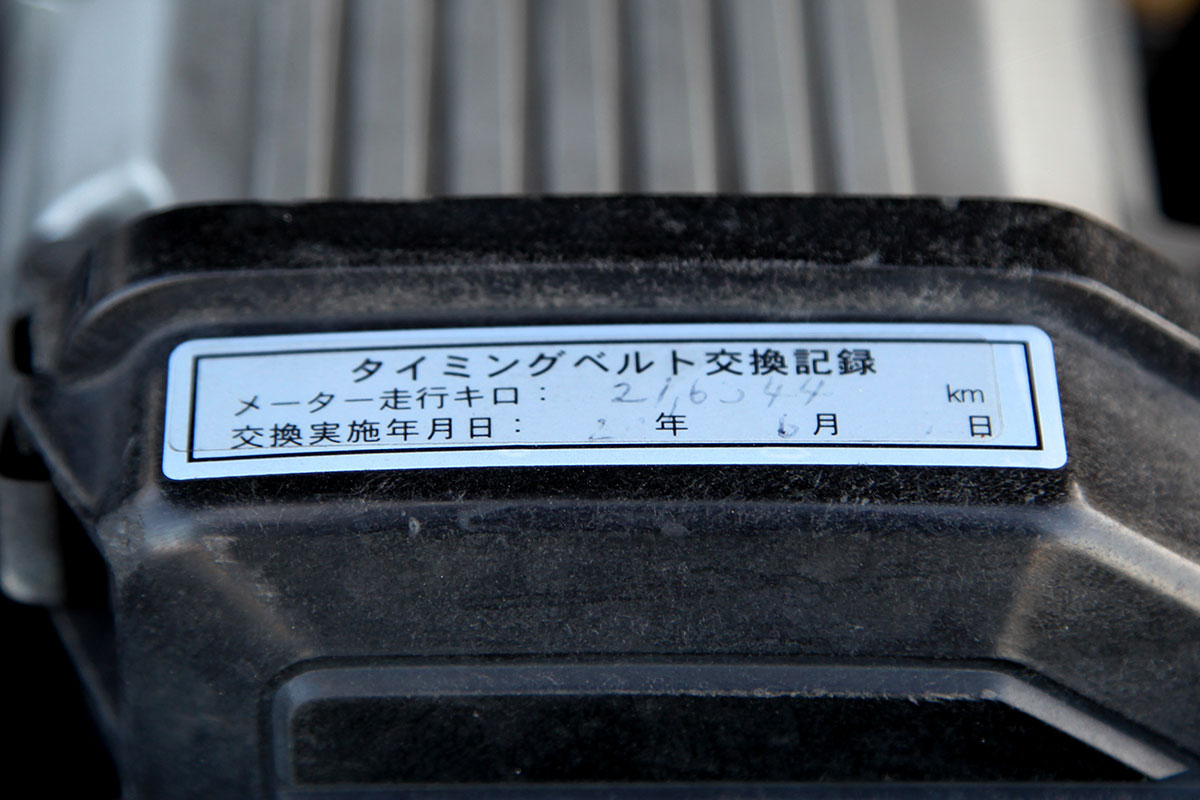 タイミングベルト交換記録
メーター走行キロ： km
交換実施年月日： 年 6月 日